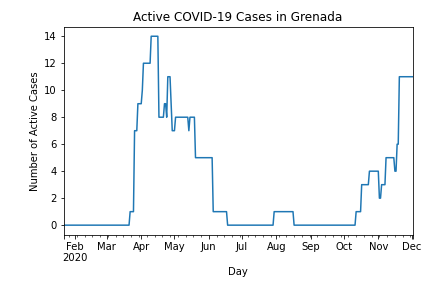 Active COVID-19 Cases in Grenada
Number of Active Cases
14
12
10
8
6
4
2
0
Feb Mar Apr May Jun Jul Aug Sep Oct Nov Dec
2020
Day